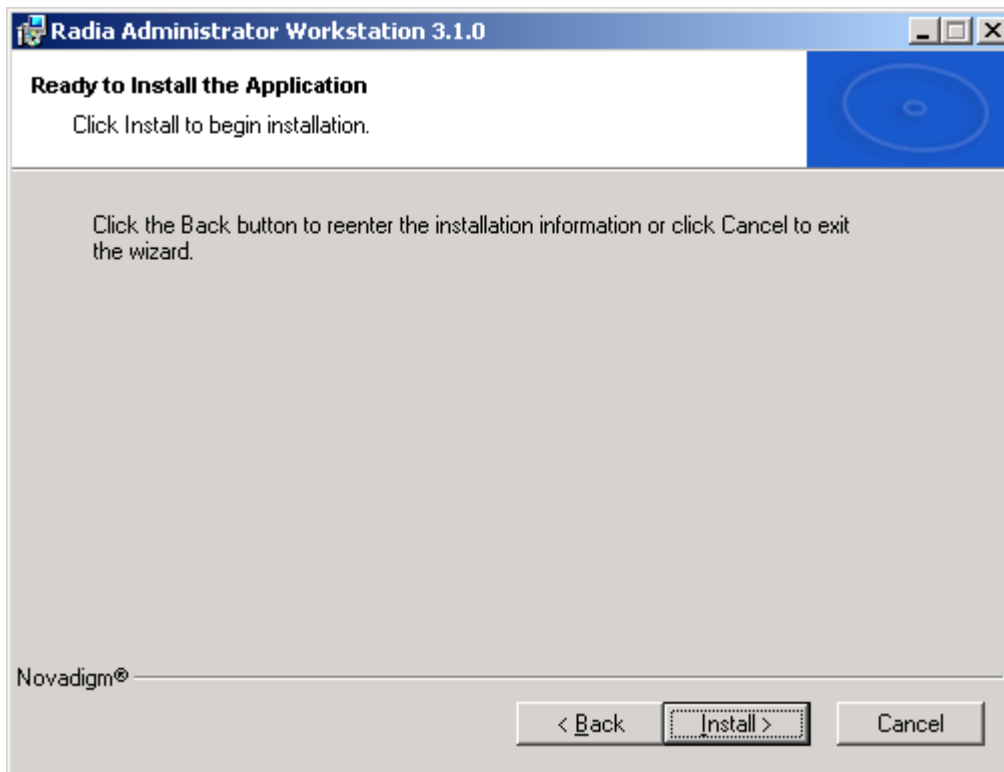 Radia Administrator Workstation 3.1.0
Ready to Install the Application
Click Install to begin installation.
Click the Back button to reenter the installation information or click Cancel to exit
the wizard.
Novadigm®
< Back
Install >
Cancel